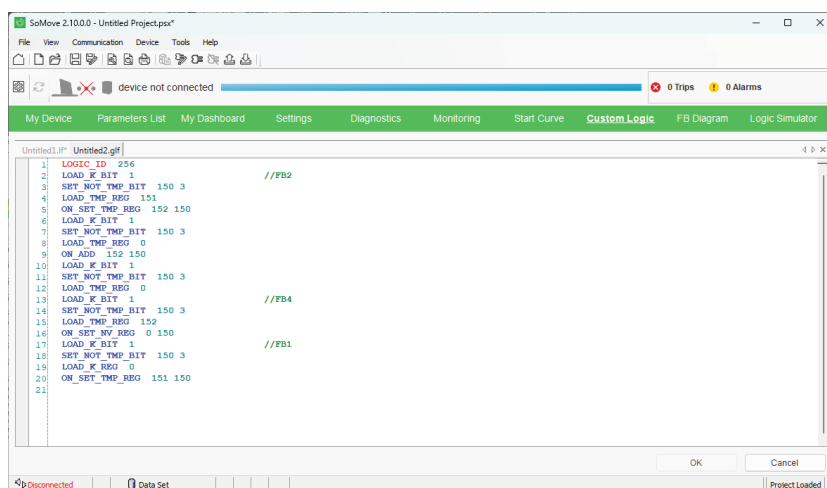 SoMove 2.10.0.0 - Untitled Project.psx*
File View Communication Device Tools Help
device not connected
0 Trips 0 Alarms
My Device Parameters List My Dashboard Settings Diagnostics Monitoring Start Curve Custom Logic FB Diagram Logic Simulator
Untitled1.lf* Untitled2.glf
1 LOGIC_ID 256
2 LOAD_K_BIT 1 //FB2
3 SET_NOT_TMP_BIT 150 3
4 LOAD_TMP_REG 151
5 ON_SET_TMP_REG 152 150
6 LOAD_K_BIT 1
7 SET_NOT_TMP_BIT 150 3
8 LOAD_TMP_REG 0
9 ON_ADD 152 150
10 LOAD_K_BIT 1
11 SET_NOT_TMP_BIT 150 3
12 LOAD_TMP_REG 0
13 LOAD_K_BIT 1 //FB4
14 SET_NOT_TMP_BIT 150 3
15 LOAD_TMP_REG 152
16 ON_SET_NV_REG 0 150
17 LOAD_K_BIT 1 //FB1
18 SET_NOT_TMP_BIT 150 3
19 LOAD_K_REG 0
20 ON_SET_TMP_REG 151 150
21
OK Cancel
Disconnected Data Set Project Loaded